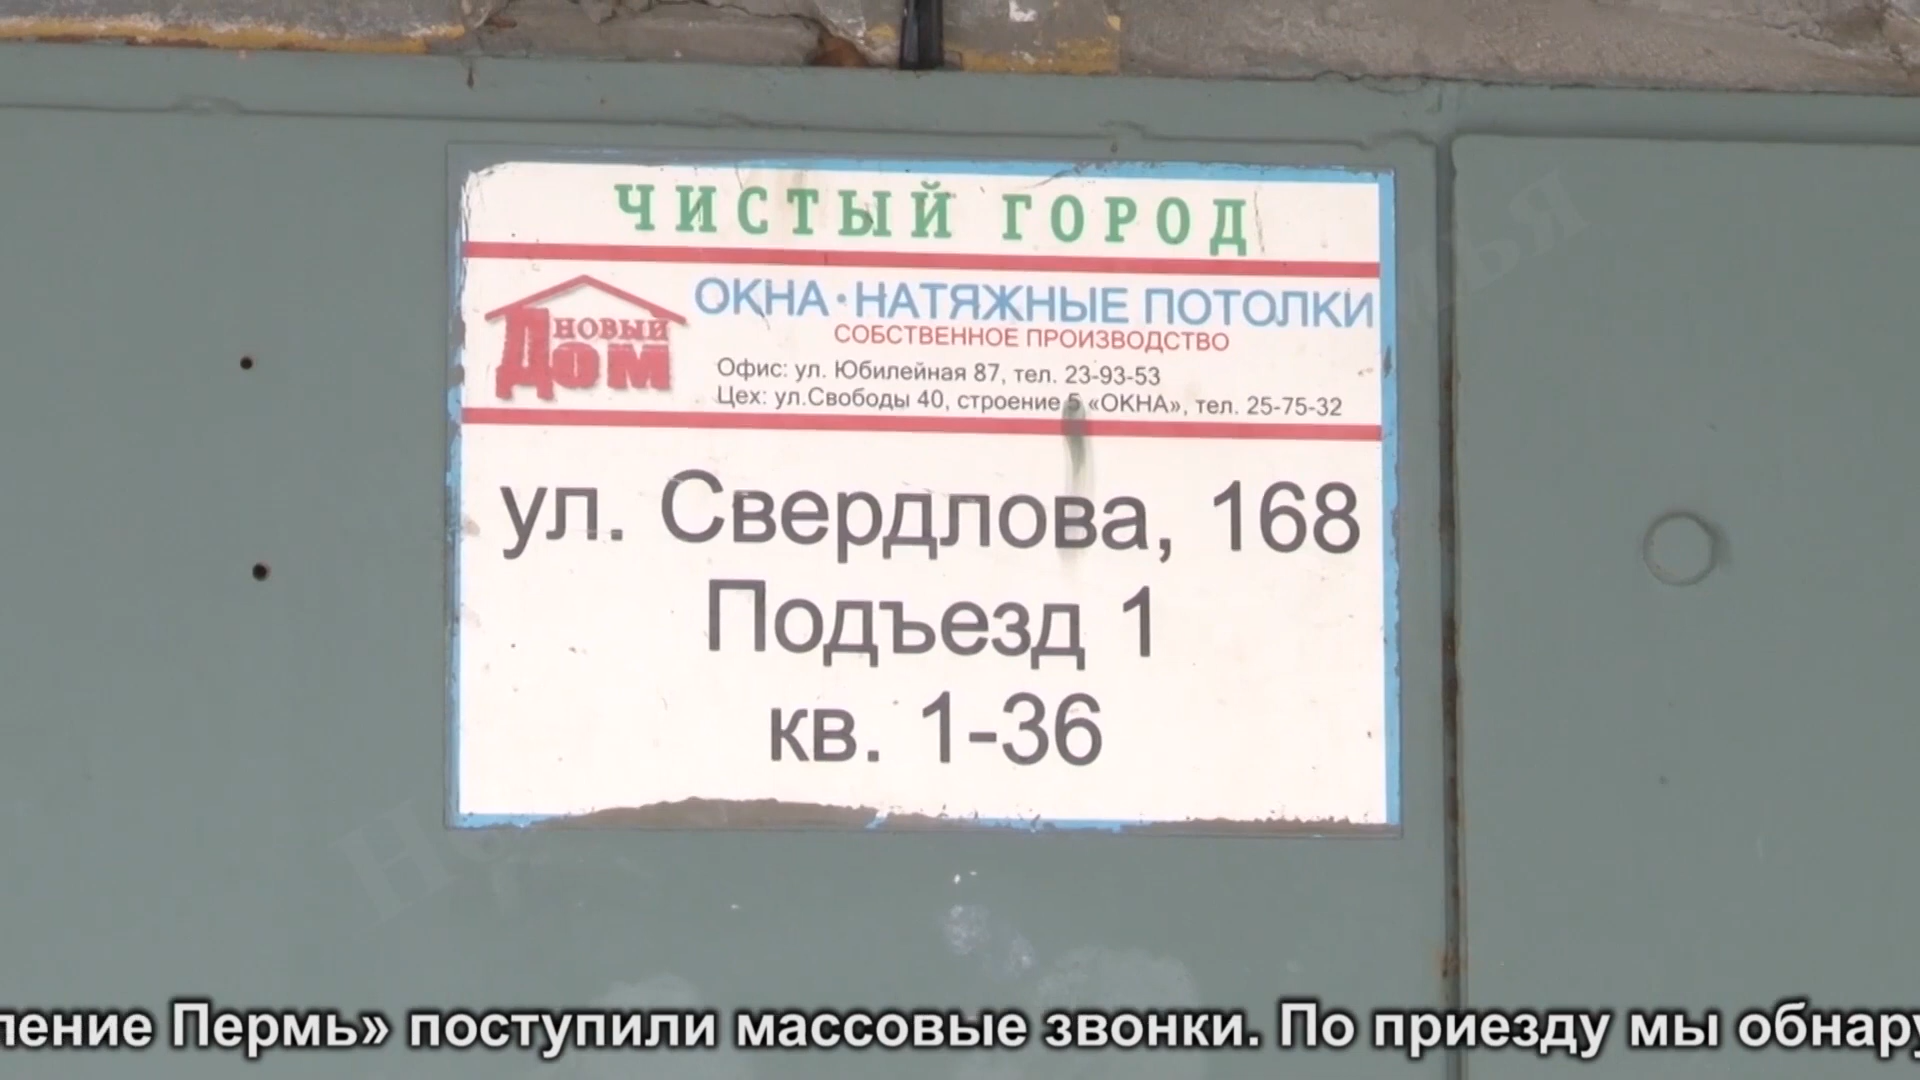 ЧИСТЫЙ ГОРОД
НОВЫЙ
ДОМ
ОКНА·НАТЯЖНЫЕ ПОТОЛКИ
СОБСТВЕННОЕ ПРОИЗВОДСТВО
Офис: ул. Юбилейная 87, тел. 23-93-53
Цех: ул.Свободы 40, строение 5 «ОКНА», тел. 25-75-32
ул. Свердлова, 168
Подъезд 1
кв. 1-36
ление Пермь» поступили массовые звонки. По приезду мы обнару